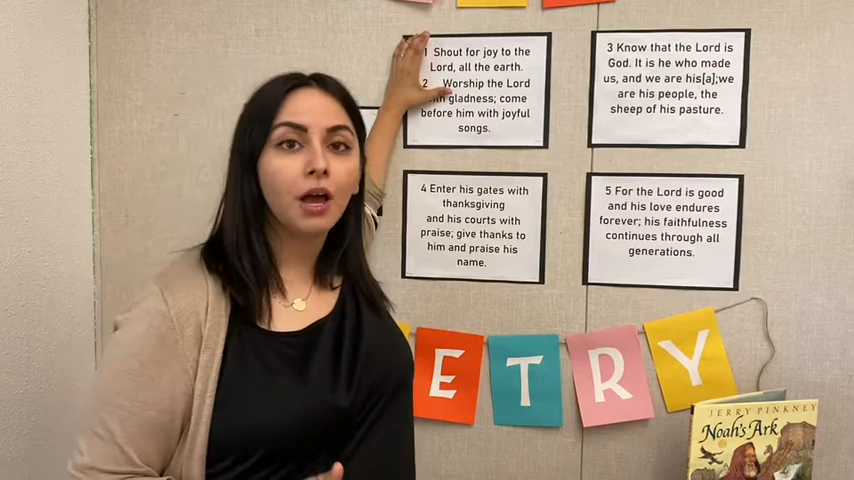 1 Shout for joy to the
Lord, all the earth.
2 Worship the Lord
with gladness; come
before him with joyful
songs.
3 Know that the Lord is
GOD. It is he who made
us, and we are his[a];we
are his people, the
sheep of his pasture.
4 Enter his gates with
thanksgiving
and his courts with
praise; give thanks to
him and praise his
name.
5 For the Lord is good
and his love endures
forever; his faithfulness
continues through all
generations.
ETRY
JERRY PINKNEY
Noah's Ark